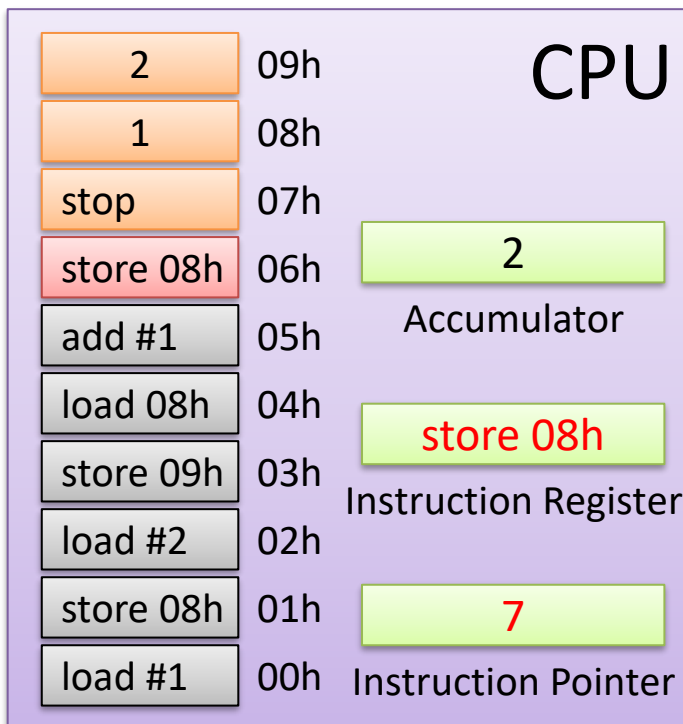 CPU
2 09h
1 08h
stop 07h
store 08h 06h
add #1 05h
load 08h 04h
store 09h 03h
load #2 02h
store 08h 01h
load #1 00h
2
Accumulator
store 08h
Instruction Register
7
Instruction Pointer